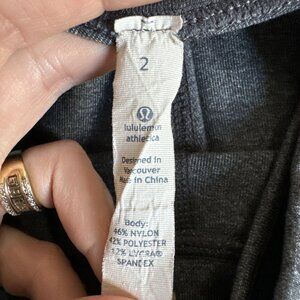 2
lululemon
athletica
Designed in
Vancouver
Made in China
Body:
46% NYLON
42% POLYESTER
12% LYCRA®
SPANDEX